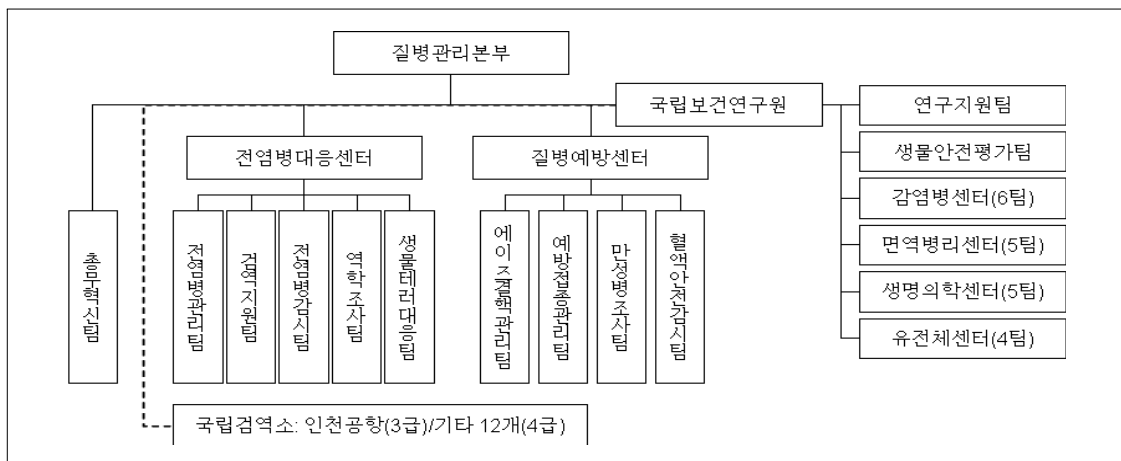 질병관리본부
국립보건연구원
연구지원팀
전염병대응센터
질병예방센터
생물안전평가팀
감염병센터(6팀)
면역병리센터(5팀)
생명의학센터(5팀)
유전체센터(4팀)
총무혁신팀
전염병관리팀
검역지원팀
전염병감시팀
역학조사팀
생물테러대응팀
에이즈결핵관리팀
예방접종관리팀
만성병조사팀
혈액안전감시팀
국립검역소: 인천공항(3급)/기타 12개(4급)